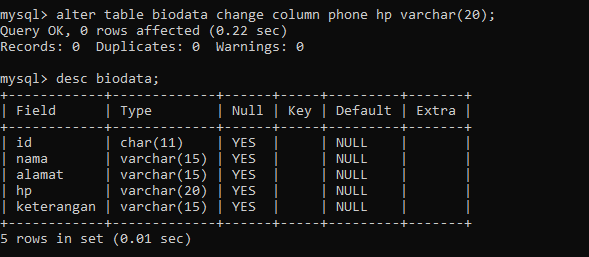 mysql> alter table biodata change column phone hp varchar(20);
Query OK, 0 rows affected (0.22 sec)
Records: 0  Duplicates: 0  Warnings: 0

mysql> desc biodata;
+------------+-------------+------+-----+---------+-------+
| Field      | Type        | Null | Key | Default | Extra |
+------------+-------------+------+-----+---------+-------+
| id         | char(11)    | YES  |     | NULL    |       |
| nama       | varchar(15) | YES  |     | NULL    |       |
| alamat     | varchar(15) | YES  |     | NULL    |       |
| hp         | varchar(20) | YES  |     | NULL    |       |
| keterangan | varchar(15) | YES  |     | NULL    |       |
+------------+-------------+------+-----+---------+-------+
5 rows in set (0.01 sec)